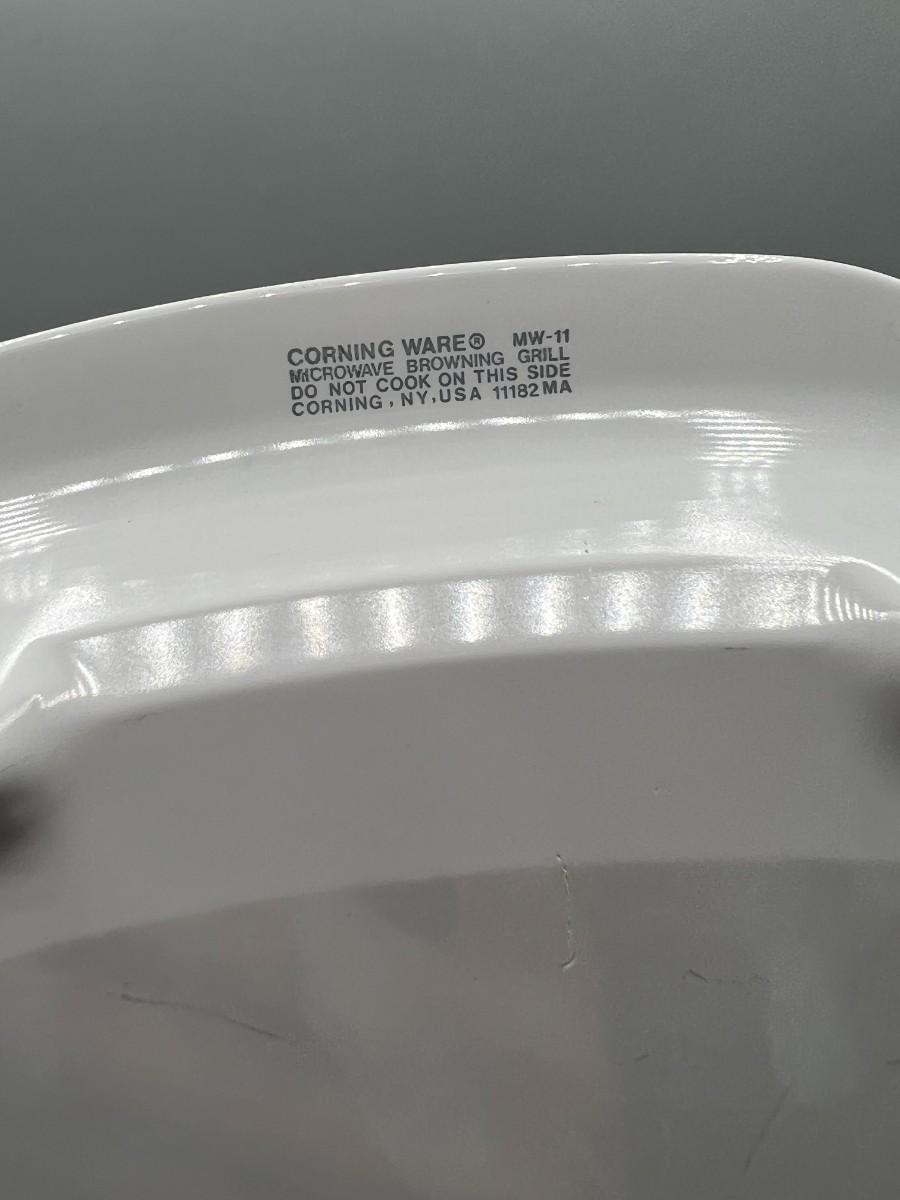 CORNING WARE® MW-11
MICROWAVE BROWNING GRILL
DO NOT COOK ON THIS SIDE
CORNING, NY, USA 11182 MA